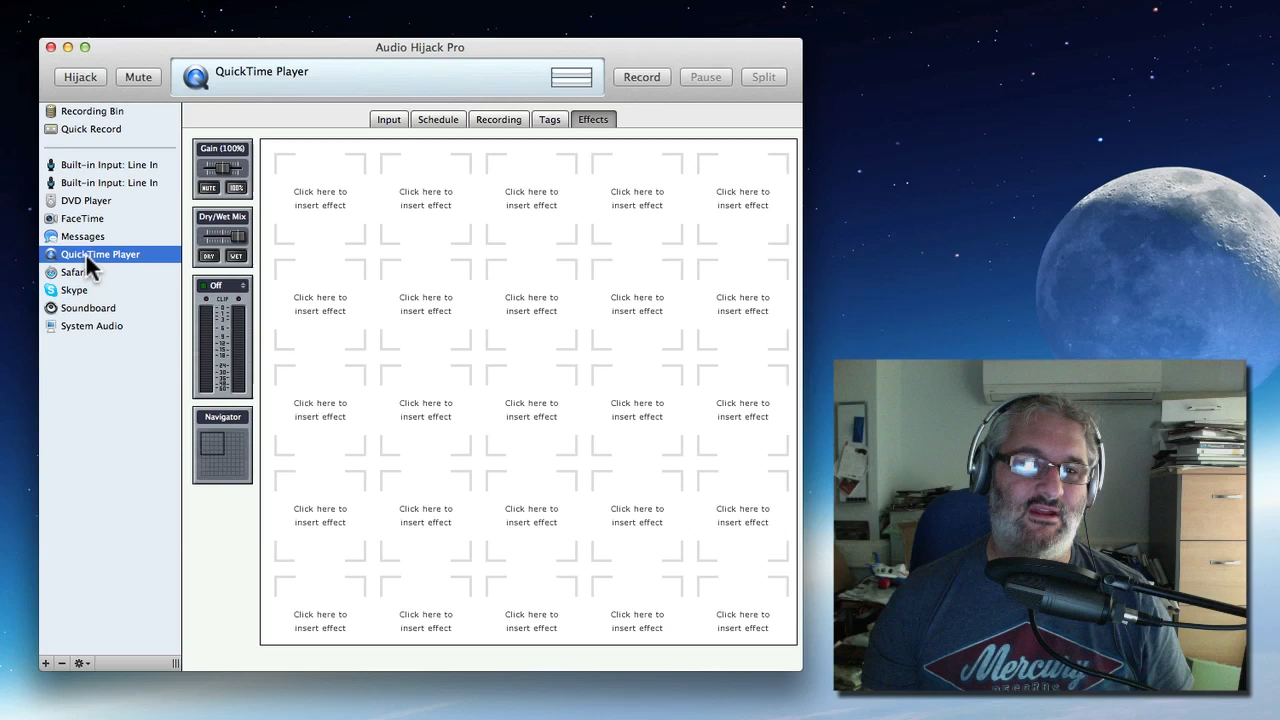 Audio Hijack Pro
Hijack
Mute
QuickTime Player
Record
Pause
Split
Recording Bin
Quick Record
Built-in Input: Line In
Built-in Input: Line In
DVD Player
FaceTime
Messages
QuickTime Player
Safari
Skype
Soundboard
System Audio
Input
Schedule
Recording
Tags
Effects
Gain (100%)
MUTE
100%
Dry/Wet Mix
DRY
WET
Off
CLIP
Navigator
Click here to
insert effect
Click here to
insert effect
Click here to
insert effect
Click here to
insert effect
Click here to
insert effect
Click here to
insert effect
Click here to
insert effect
Click here to
insert effect
Click here to
insert effect
Click here to
insert effect
Click here to
insert effect
Click here to
insert effect
Click here to
insert effect
Click here to
insert effect
Click here to
insert effect
Click here to
insert effect
Click here to
insert effect
Click here to
insert effect
Click here to
insert effect
Click here to
insert effect
Click here to
insert effect
Click here to
insert effect
Click here to
insert effect
Click here to
insert effect
Click here to
insert effect
Mercury
RECORDS